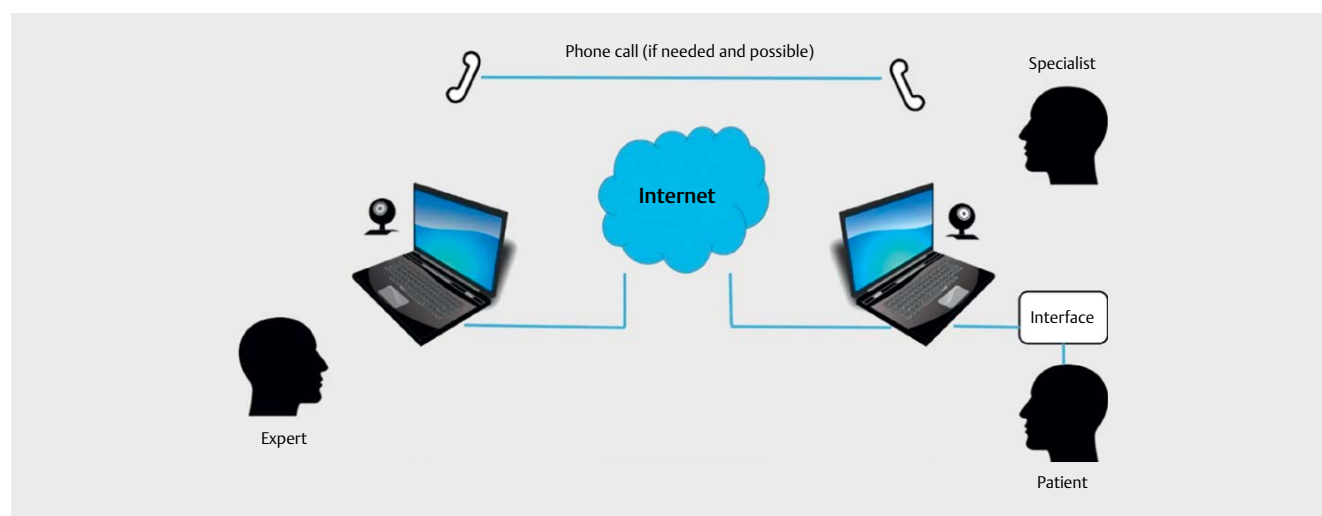 Phone call (if needed and possible)
Specialist
Internet
Interface
Expert
Patient